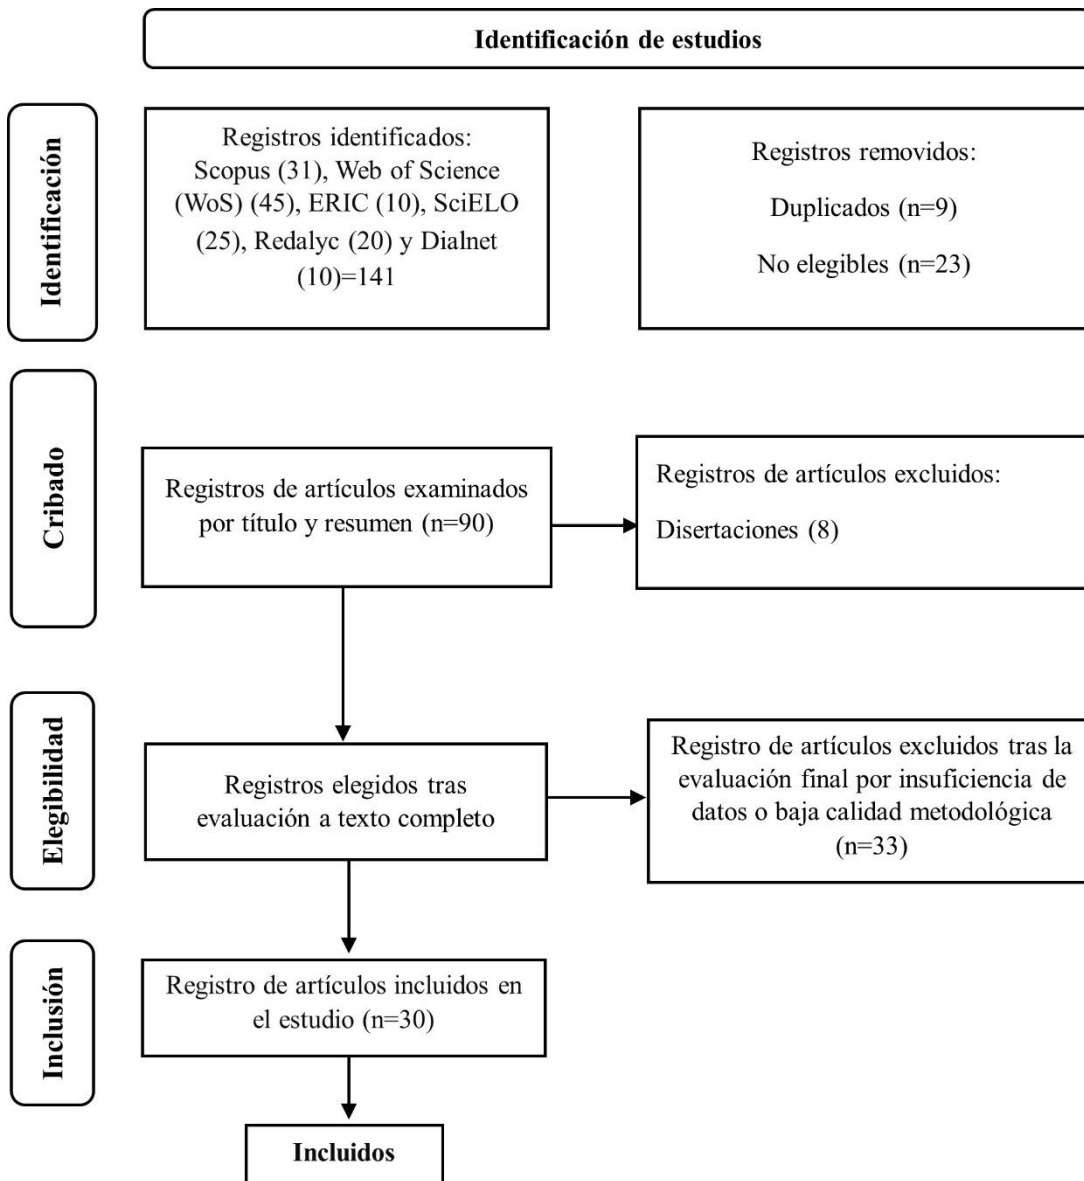 Identificación de estudios
Identificación
Registros identificados:
Scopus (31), Web of Science
(WoS) (45), ERIC (10), SciELO
(25), Redalyc (20) y Dialnet
(10)=141
Registros removidos:
Duplicados (n=9)
No elegibles (n=23)
Cribado
Registros de artículos examinados
por título y resumen (n=90)
Registros de artículos excluidos:
Disertaciones (8)
Elegibilidad
Registros elegidos tras
evaluación a texto completo
Registro de artículos excluidos tras la
evaluación final por insuficiencia de
datos o baja calidad metodológica
(n=33)
Inclusión
Registro de artículos incluidos en
el estudio (n=30)
Incluidos